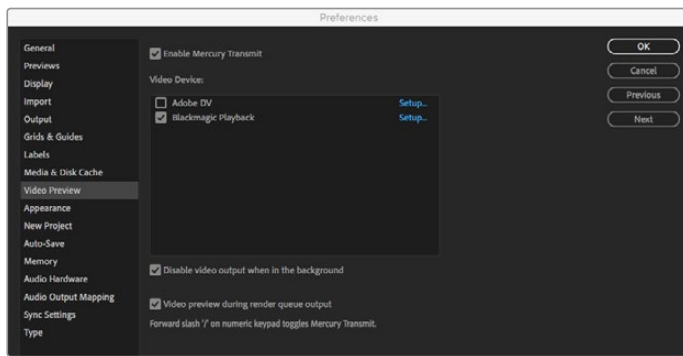 Preferences
General
Previews
Display
Import
Output
Grids & Guides
Labels
Media & Disk Cache
Video Preview
Appearance
New Project
Auto-Save
Memory
Audio Hardware
Audio Output Mapping
Sync Settings
Type
Enable Mercury Transmit
Video Device:
Adobe DV Setup...
Blackmagic Playback Setup...
Disable video output when in the background
Video preview during render queue output
Forward slash '/' on numeric keypad toggles Mercury Transmit.
OK
Cancel
Previous
Next